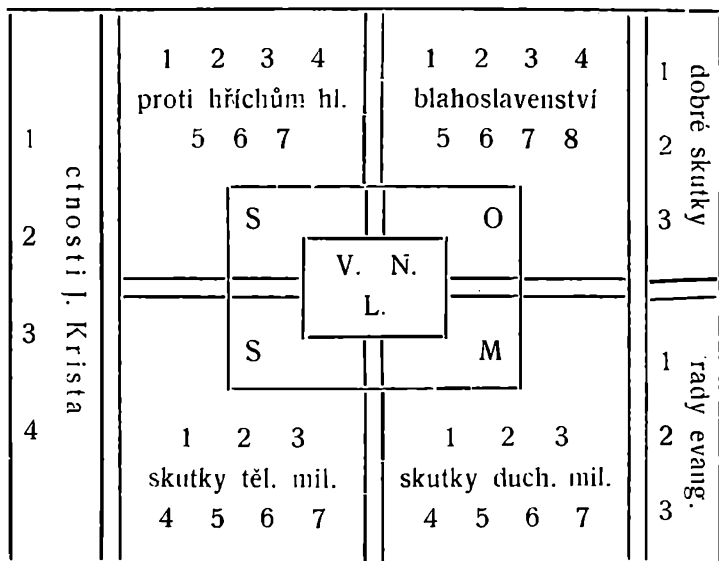 1
2
3
4
ctnosti J. Krista
1 2 3 4
proti hříchům hl.
5 6 7
1 2 3 4
blahoslavenství
5 6 7 8
S O
V. N.
L.
S M
1 2 3
skutky těl. mil.
4 5 6 7
1 2 3
skutky duch. mil.
4 5 6 7
1
2
3
dobré skutky
1
2
3
rady evang.